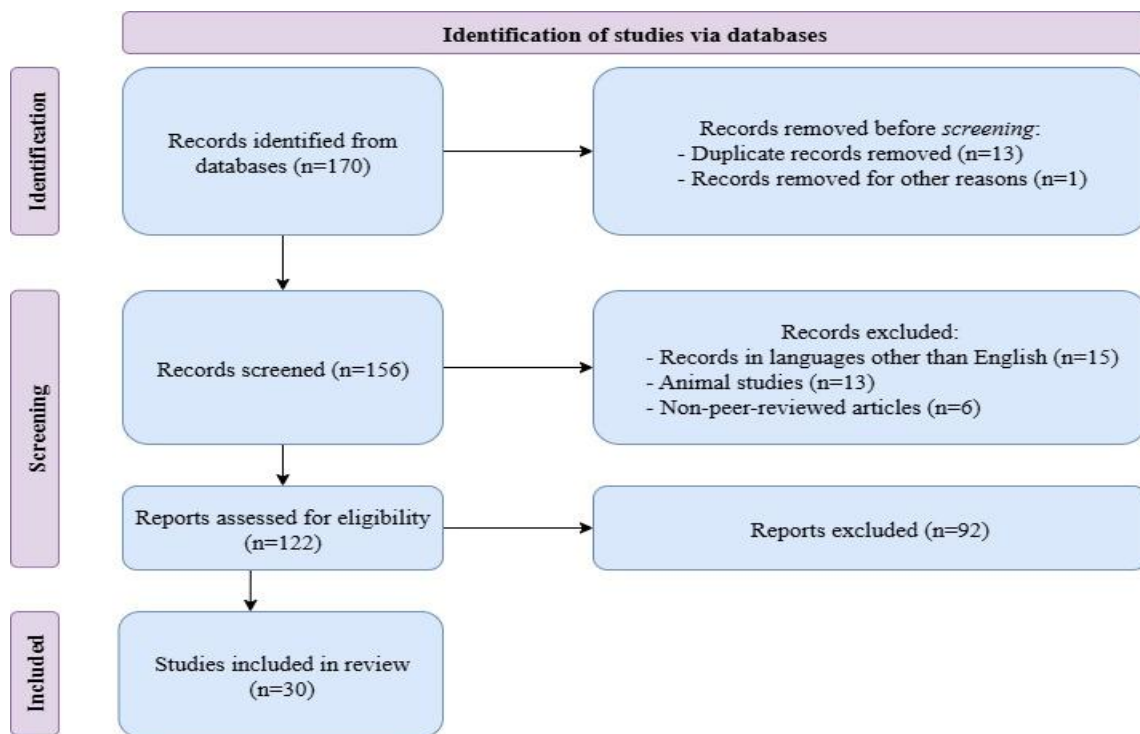 Identification of studies via databases
Identification
Records identified from
databases (n=170)
Records removed before screening:
- Duplicate records removed (n=13)
- Records removed for other reasons (n=1)
Screening
Records screened (n=156)
Records excluded:
- Records in languages other than English (n=15)
- Animal studies (n=13)
- Non-peer-reviewed articles (n=6)
Reports assessed for eligibility
(n=122)
Reports excluded (n=92)
Included
Studies included in review
(n=30)